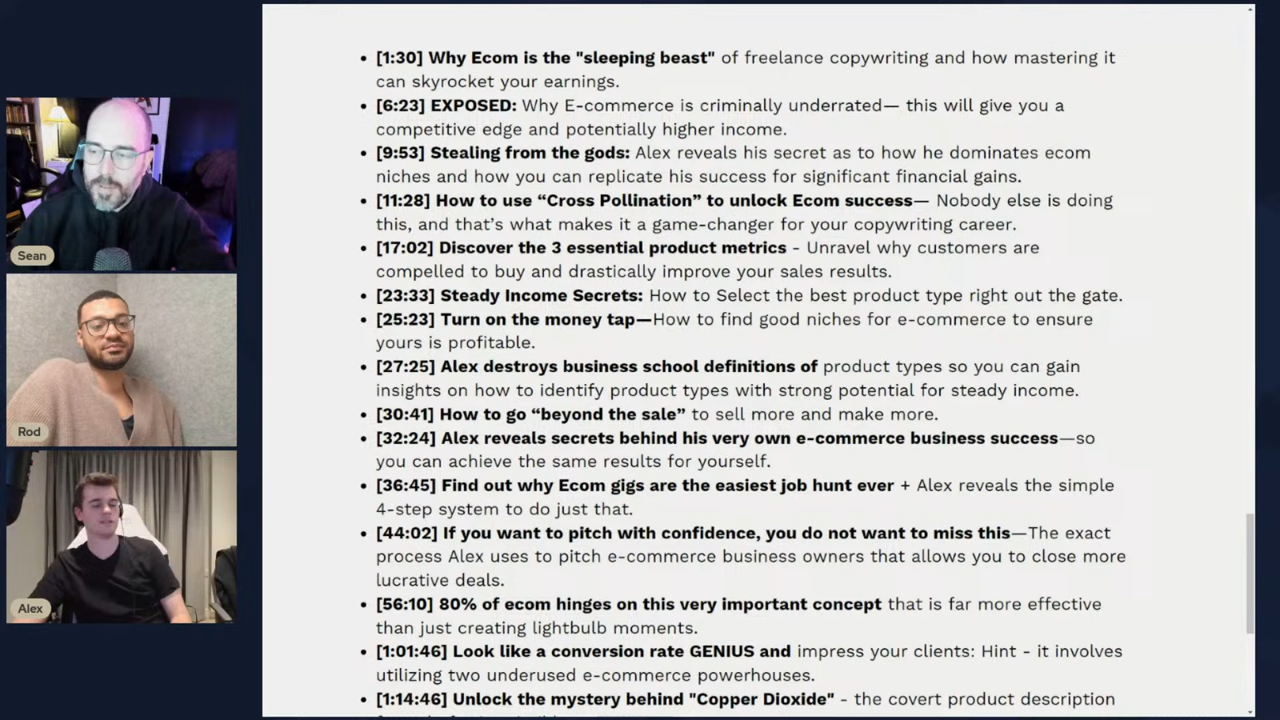 [1:30] Why Ecom is the "sleeping beast" of freelance copywriting and how mastering it
can skyrocket your earnings.
[6:23] EXPOSED: Why E-commerce is criminally underrated— this will give you a
competitive edge and potentially higher income.
[9:53] Stealing from the gods: Alex reveals his secret as to how he dominates ecom
niches and how you can replicate his success for significant financial gains.
[11:28] How to use “Cross Pollination” to unlock Ecom success— Nobody else is doing
this, and that’s what makes it a game-changer for your copywriting career.
[17:02] Discover the 3 essential product metrics - Unravel why customers are
compelled to buy and drastically improve your sales results.
[23:33] Steady Income Secrets: How to Select the best product type right out the gate.
[25:23] Turn on the money tap—How to find good niches for e-commerce to ensure
yours is profitable.
[27:25] Alex destroys business school definitions of product types so you can gain
insights on how to identify product types with strong potential for steady income.
[30:41] How to go “beyond the sale” to sell more and make more.
[32:24] Alex reveals secrets behind his very own e-commerce business success—so
you can achieve the same results for yourself.
[36:45] Find out why Ecom gigs are the easiest job hunt ever + Alex reveals the simple
4-step system to do just that.
[44:02] If you want to pitch with confidence, you do not want to miss this—The exact
process Alex uses to pitch e-commerce business owners that allows you to close more
lucrative deals.
[56:10] 80% of ecom hinges on this very important concept that is far more effective
than just creating lightbulb moments.
[1:01:46] Look like a conversion rate GENIUS and impress your clients: Hint - it involves
utilizing two underused e-commerce powerhouses.
[1:14:46] Unlock the mystery behind "Copper Dioxide" - the covert product description
Sean
Rod
Alex